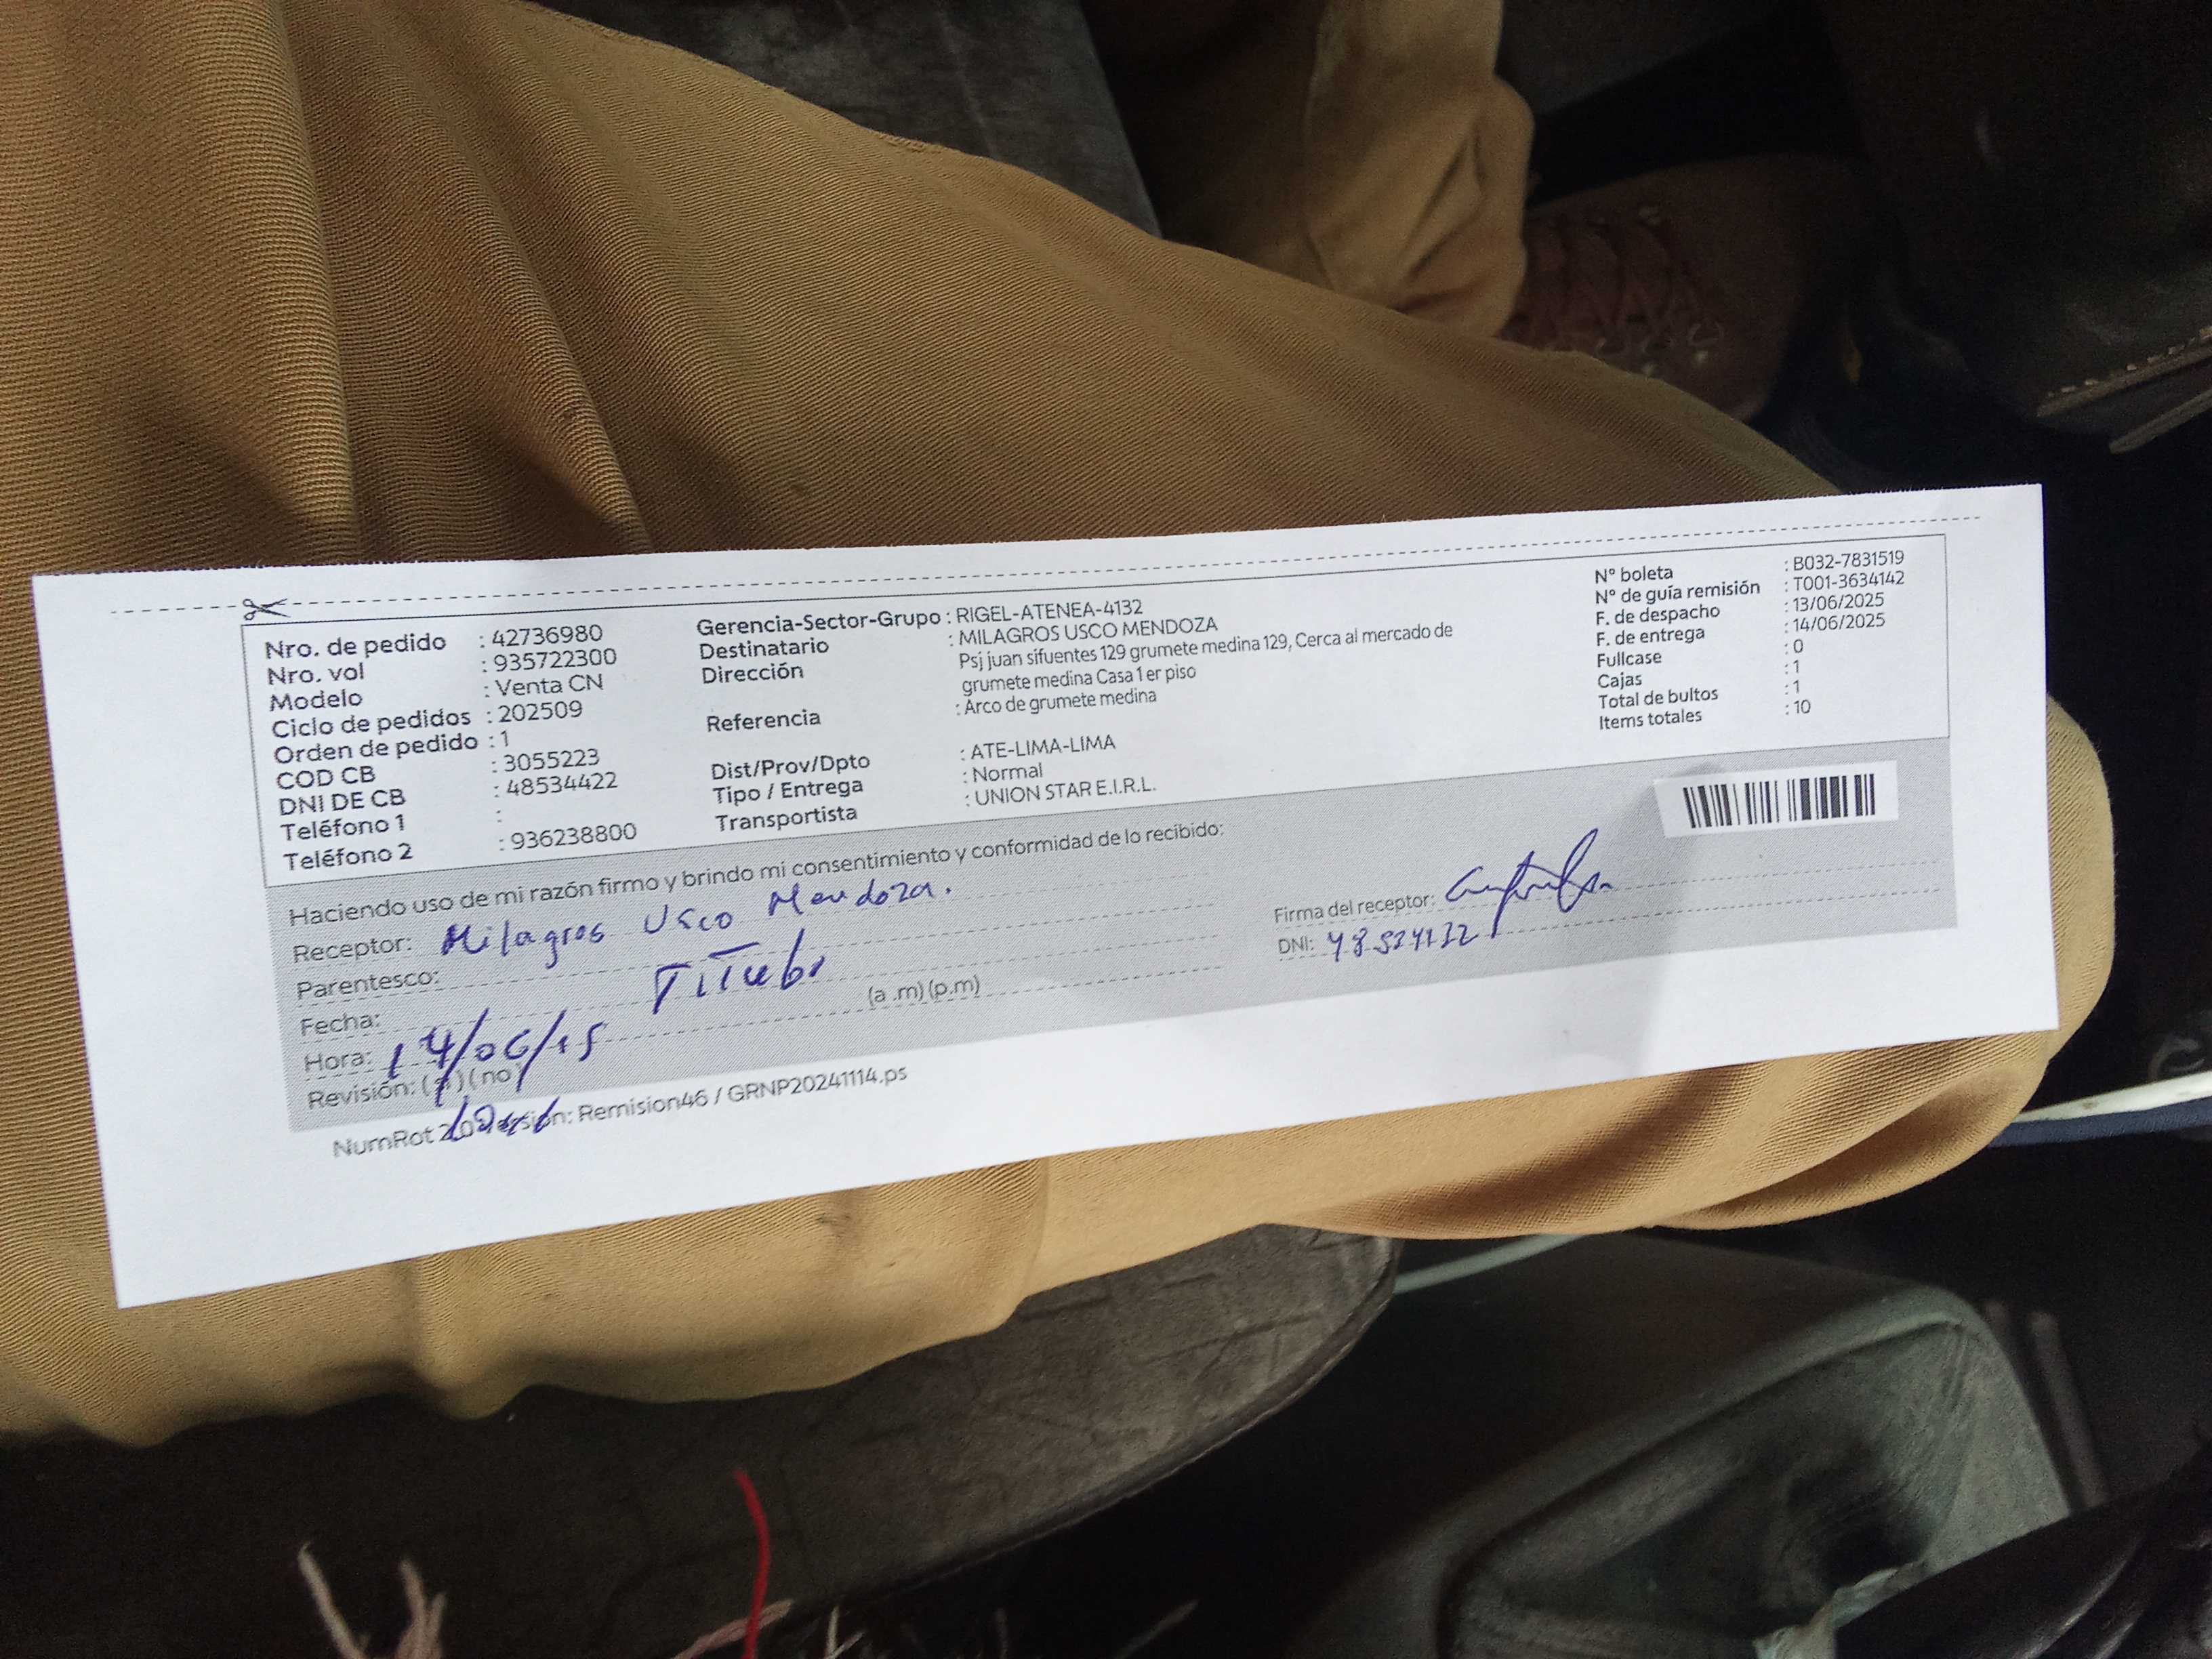 Nro. de pedido : 42736980
Nro. vol : 935722300
Modelo : Venta CN
Ciclo de pedidos : 202509
Orden de pedido : 1
COD CB : 3055223
DNI DE CB : 48534422
Teléfono 1 :
Teléfono 2 : 936238800
Gerencia-Sector-Grupo : RIGEL-ATENEA-4132
Destinatario : MILAGROS USCO MENDOZA
Dirección Psj juan sifuentes 129 grumete medina 129, Cerca al mercado de
grumete medina Casa 1 er piso
Referencia : Arco de grumete medina
Dist/Prov/Dpto : ATE-LIMA-LIMA
Tipo / Entrega : Normal
Transportista : UNION STAR E.I.R.L.
N° boleta : B032-7831519
N° de guía remisión : T001-3634142
F. de despacho : 13/06/2025
F. de entrega : 14/06/2025
Fullcase : 0
Cajas : 1
Total de bultos : 1
Items totales : 10
Haciendo uso de mi razón firmo y brindo mi consentimiento y conformidad de lo recibido:
Receptor: Milagros Usco Mendoza.
Parentesco:
Fecha:
Hora: (a .m) (p.m)
Revisión: (si) (no)
Firma del receptor:
DNI:
NumRot 2.0 Versión: Remision46 / GRNP20241114.ps